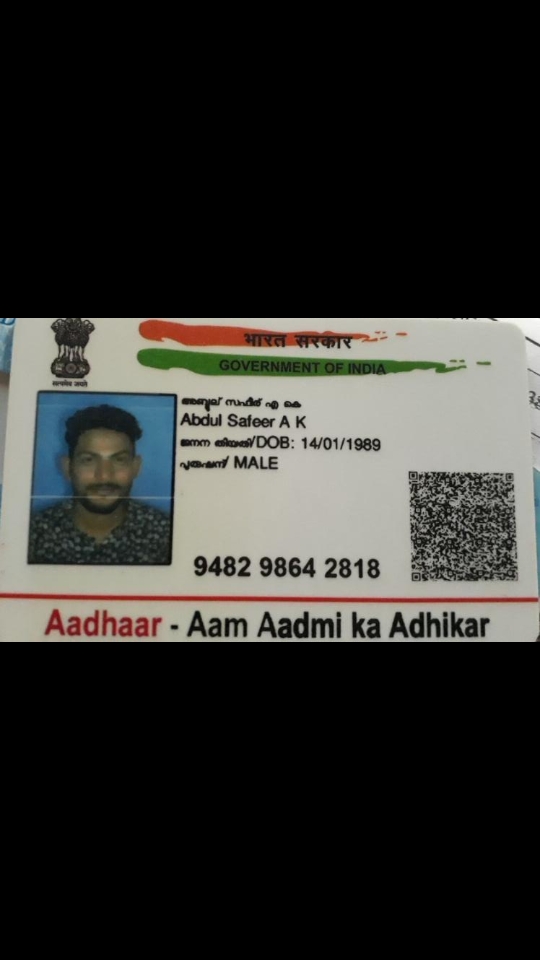 भारत सरकार
GOVERNMENT OF INDIA
सत्यमेव जयते
അബ്ദുല് സഫീര് എ കെ
Abdul Safeer A K
ജനന തിയതി/DOB: 14/01/1989
പുരുഷന്/ MALE
9482 9864 2818
Aadhaar - Aam Aadmi ka Adhikar